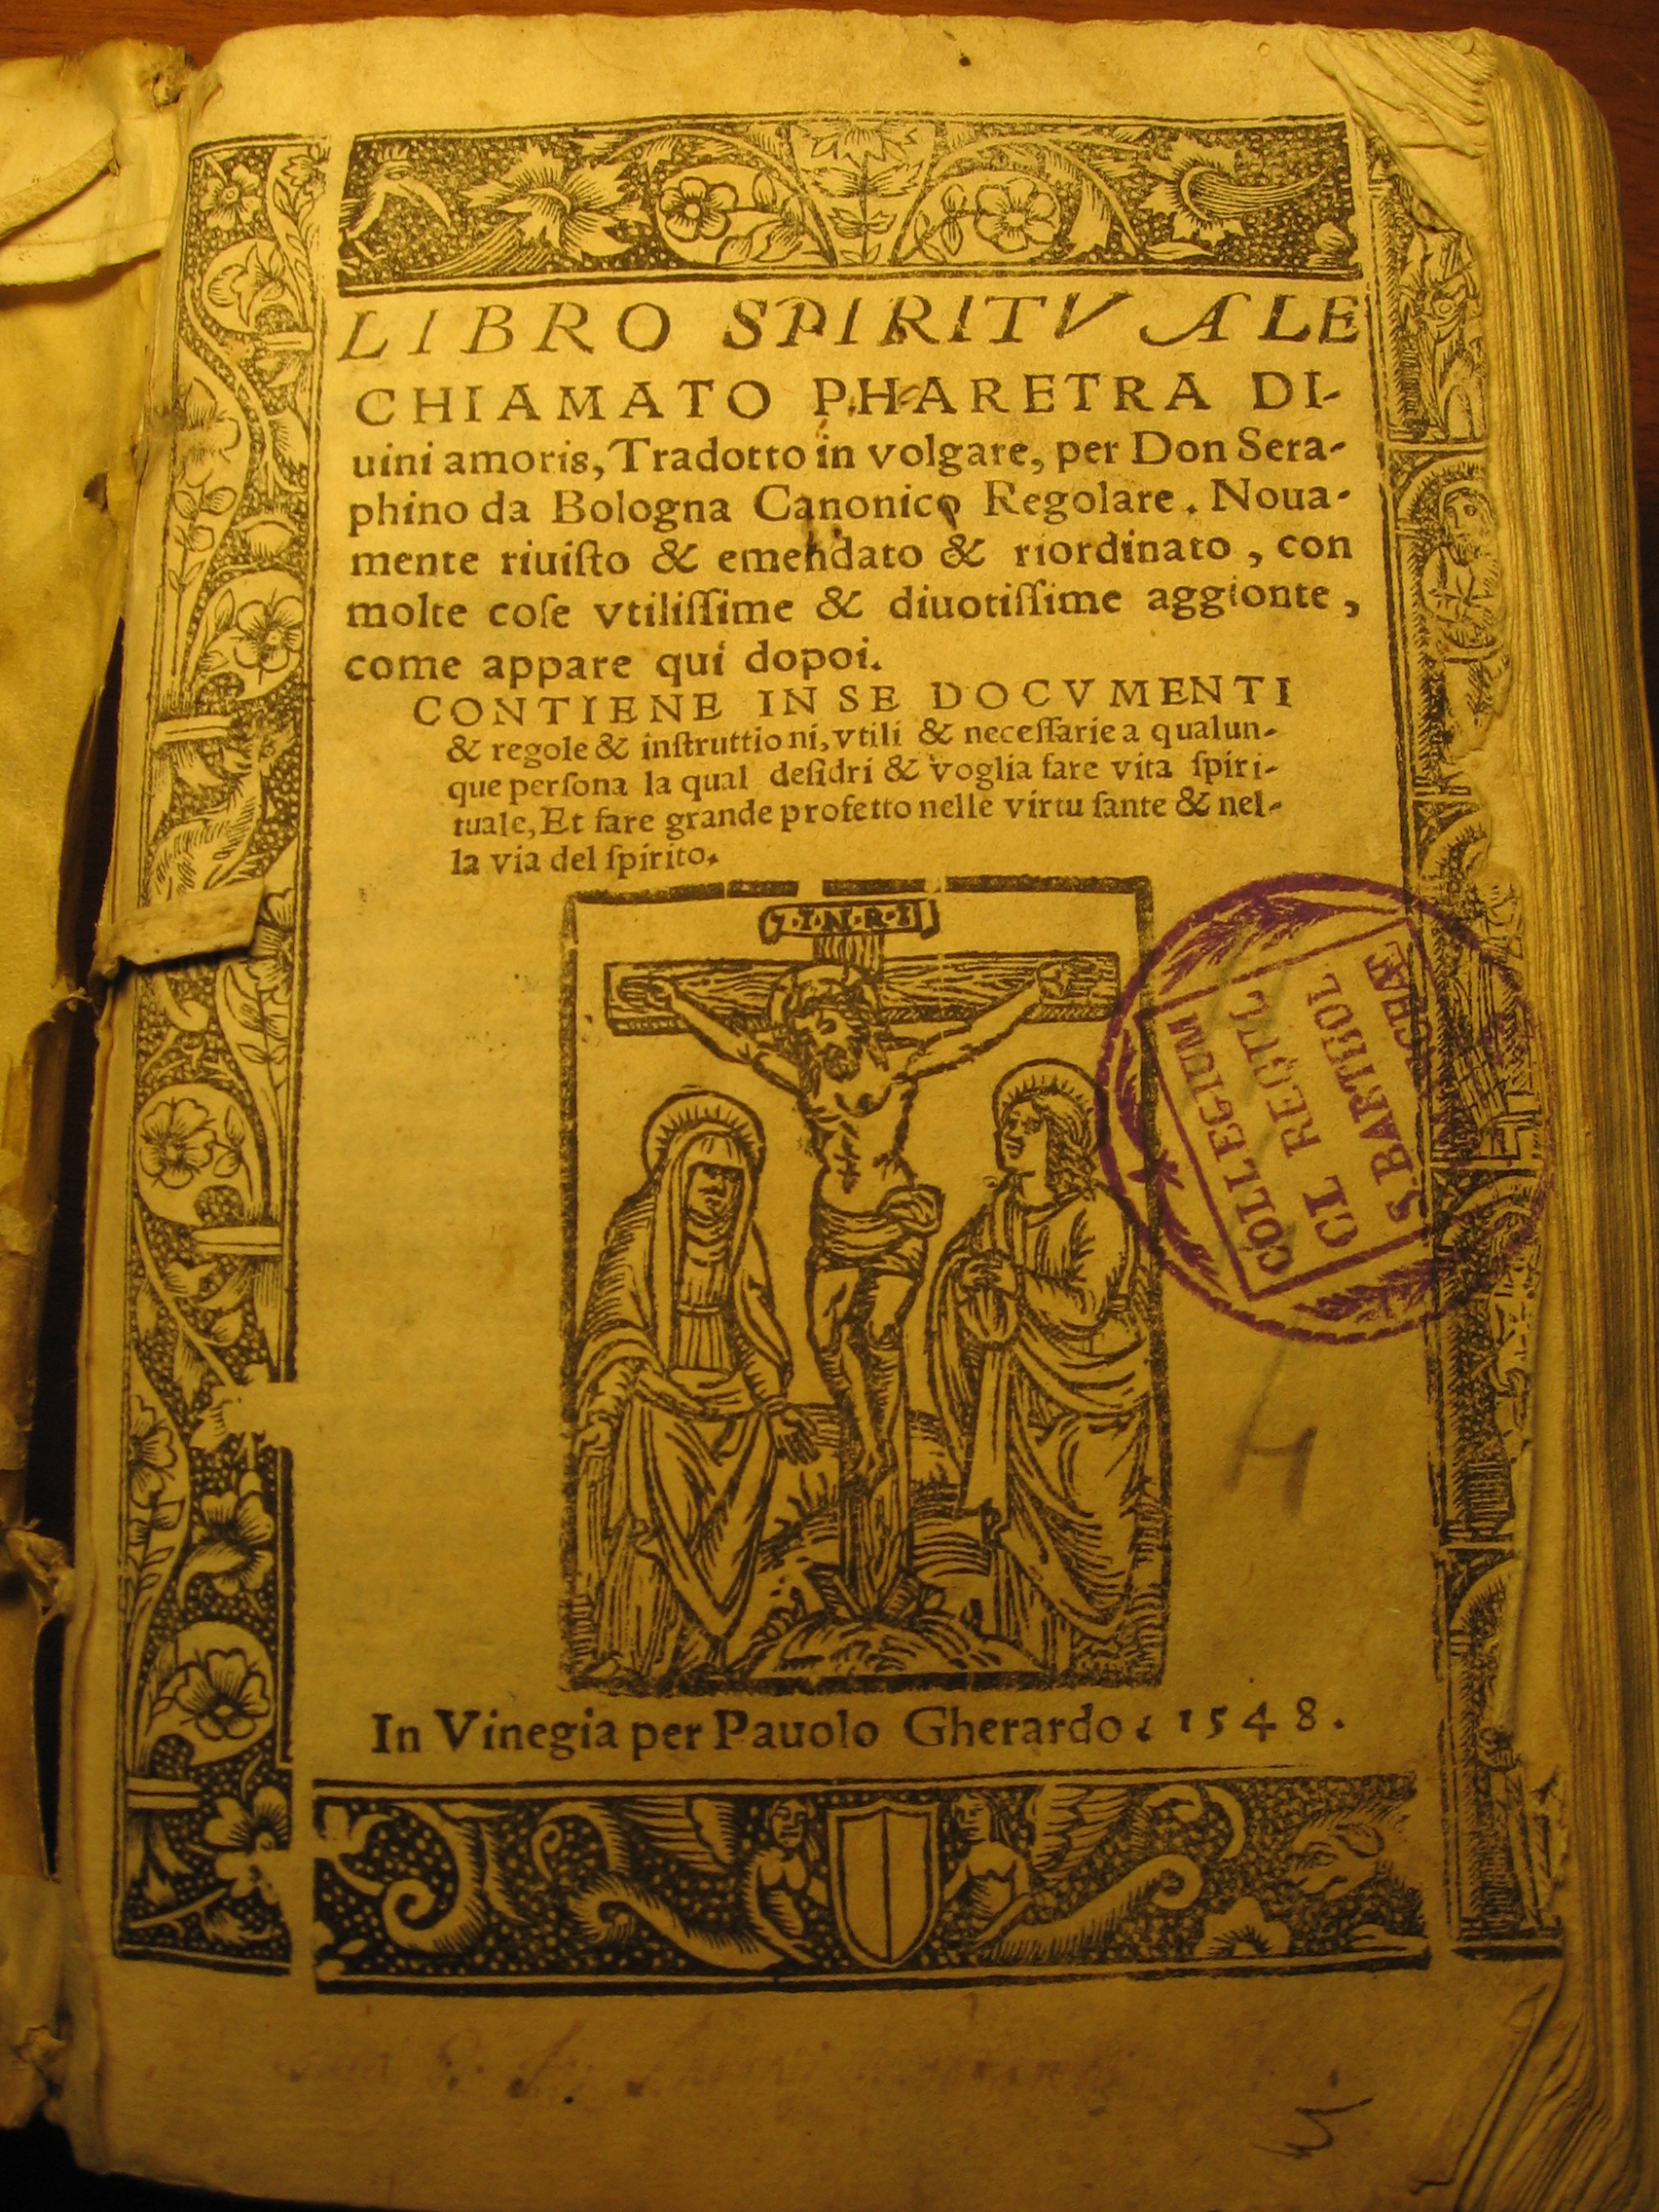 LIBRO SPIRITVALE
CHIAMATO PHARETRA DI-
uini amoris, Tradotto in volgare, per Don Sera-
phino da Bologna Canonico Regolare. Noua-
mente riuiſto & emendato & riordinato, con
molte coſe vtiliſſime & diuotiſſime aggionte,
come appare qui dopoi.
CONTIENE IN SE DOCVMENTI
& regole & inſtruttioni, vtili & neceſſarie a qualun-
que perſona la qual deſidri & voglia fare vita ſpiri-
tuale, Et fare grande profetto nelle virtu ſante & nel-
la via del ſpirito.
I.N.R.I
COLLEGIUM
CL. REGUL.
S. BARTHOL.
In Vinegia per Pauolo Gherardo. 1548.